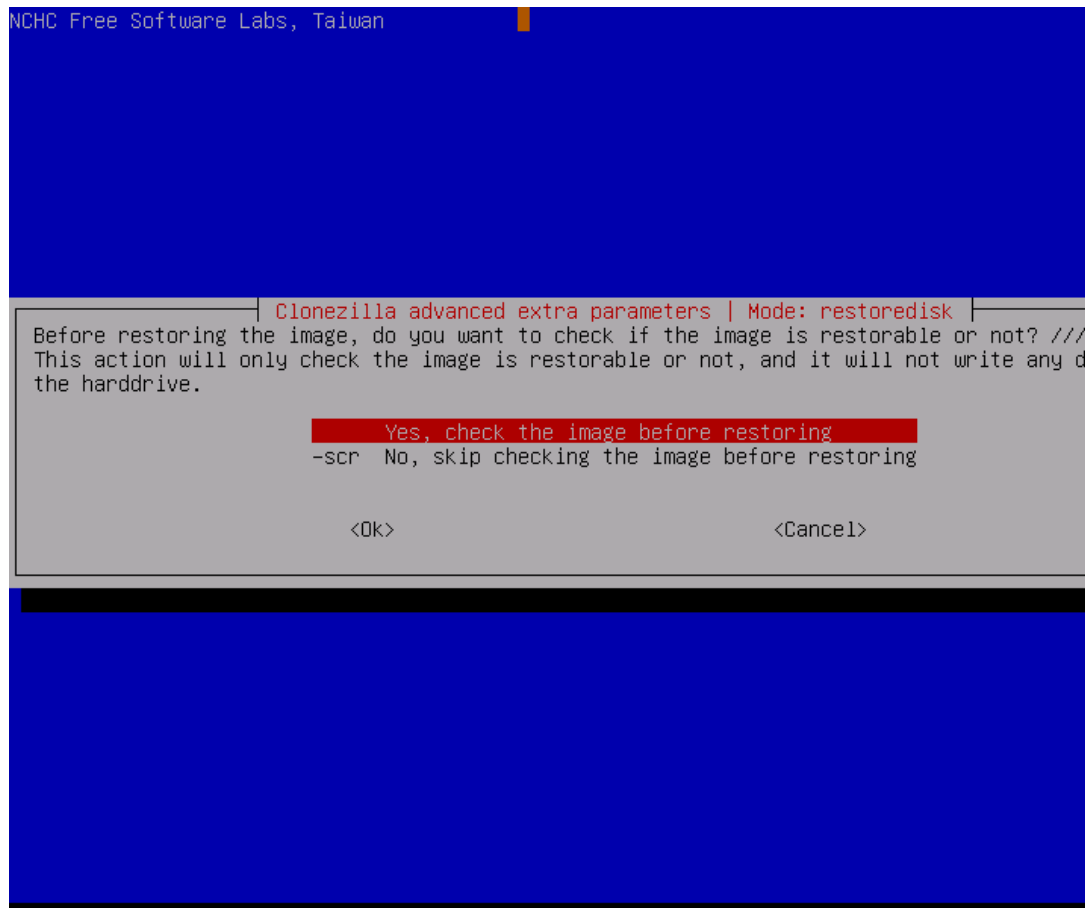 NCHC Free Software Labs, Taiwan
Clonezilla advanced extra parameters | Mode: restoredisk
Before restoring the image, do you want to check if the image is restorable or not? ///
This action will only check the image is restorable or not, and it will not write any d
the harddrive.
Yes, check the image before restoring
-scr No, skip checking the image before restoring
<Ok> <Cancel>